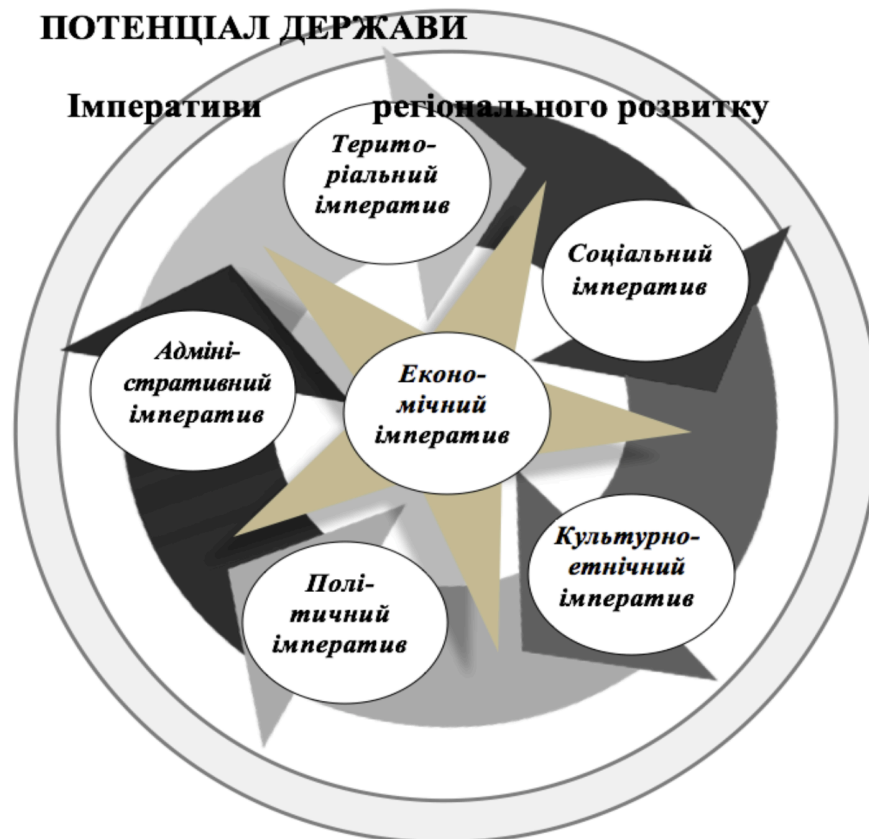 ПОТЕНЦІАЛ ДЕРЖАВИ
Імперативи регіонального розвитку
Терито-
ріальний
імператив
Соціальний
імператив
Адміні-
стративний
імператив
Еконо-
мічний
імператив
Культурно-
етнічний
імператив
Полі-
тичний
імператив